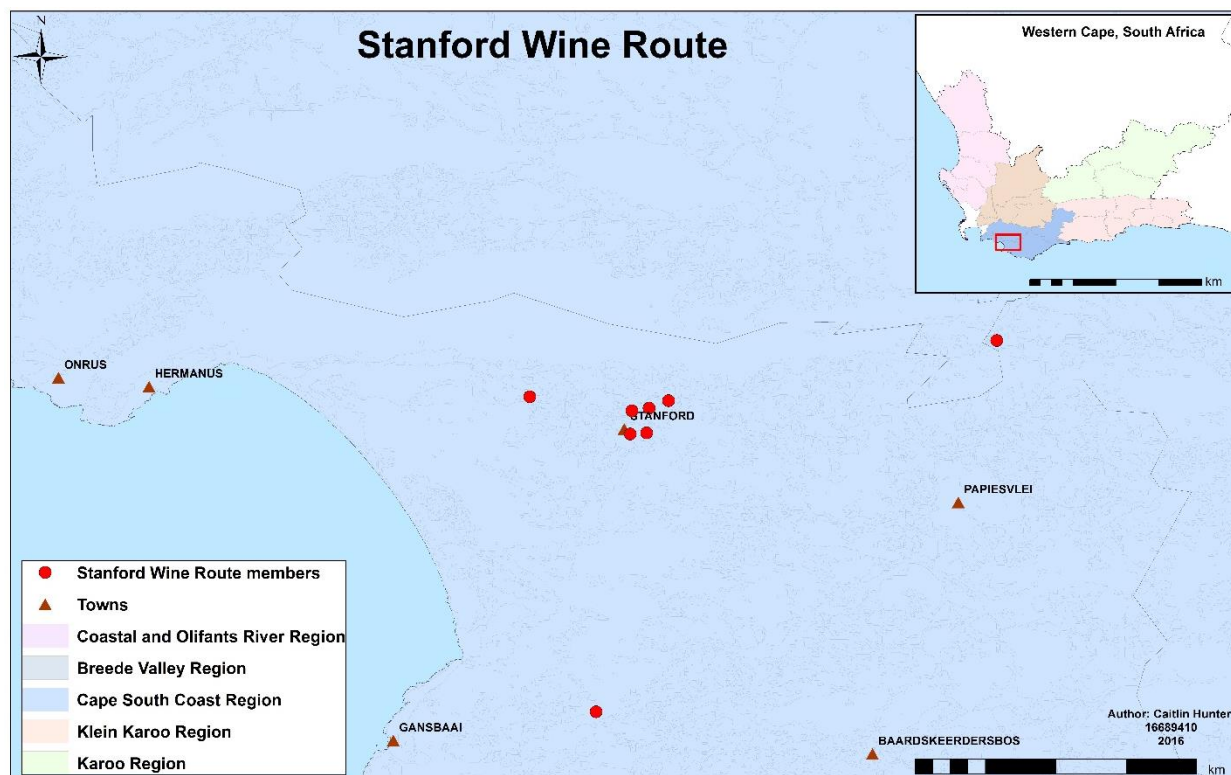 N
Stanford Wine Route
Western Cape, South Africa
km
ONRUS
HERMANUS
STANFORD
PAPIESVLEI
GANSBAAI
BAARDSKEERDERSBOS
Stanford Wine Route members
Towns
Coastal and Olifants River Region
Breede Valley Region
Cape South Coast Region
Klein Karoo Region
Karoo Region
Author: Caitlin Hunter
16689410
2016
km